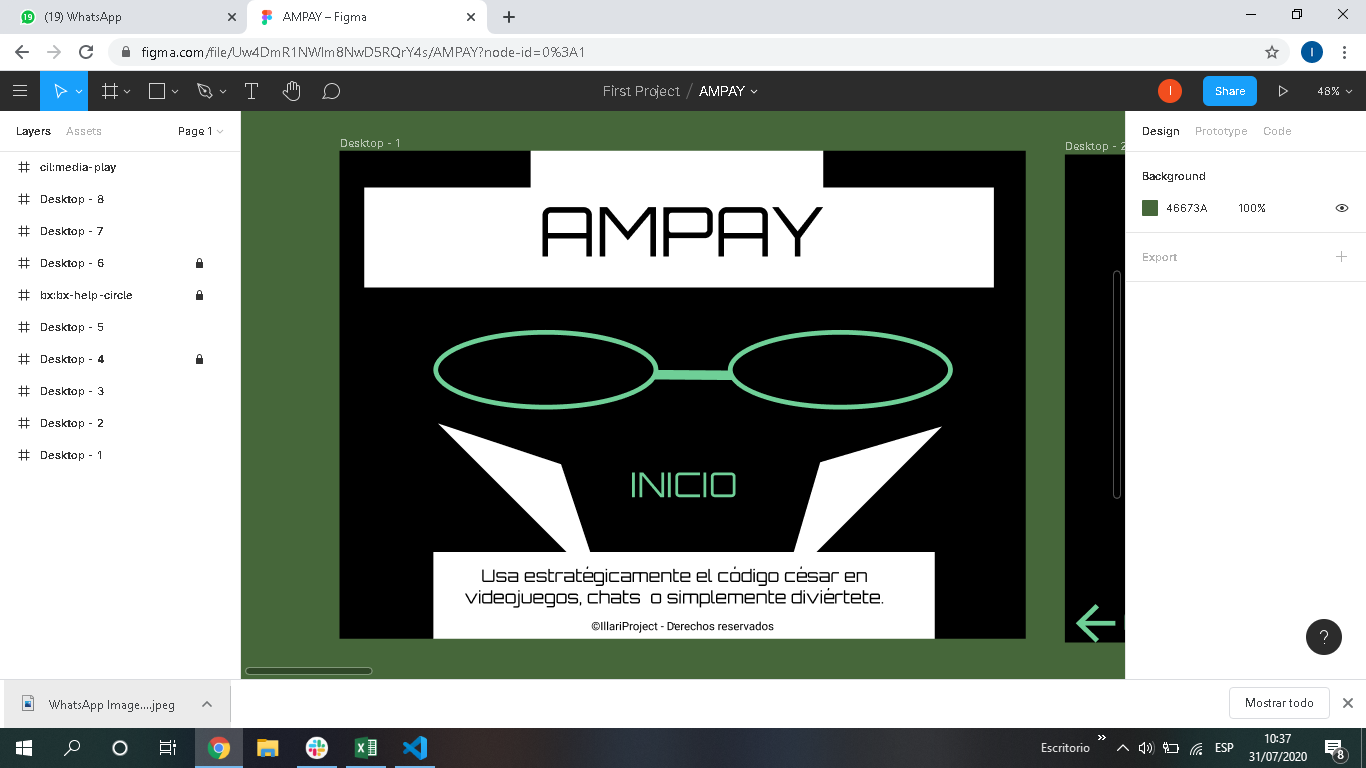 (19) WhatsApp
AMPAY – Figma
figma.com/file/Uw4DmR1NWIm8NwD5RQrY4s/AMPAY?node-id=0%3A1
I
First Project / AMPAY
I
Share
48%
Layers
Assets
Page 1
cil:media-play
Desktop - 8
Desktop - 7
Desktop - 6
bx:bx-help-circle
Desktop - 5
Desktop - 4
Desktop - 3
Desktop - 2
Desktop - 1
Desktop - 1
AMPAY
INICIO
Usa estratégicamente el código césar en
videojuegos, chats o simplemente diviértete.
©IllariProject - Derechos reservados
Desktop - 2
Design
Prototype
Code
Background
46673A
100%
Export
?
WhatsApp Image....jpeg
Mostrar todo
Escritorio
ESP
10:37
31/07/2020
8